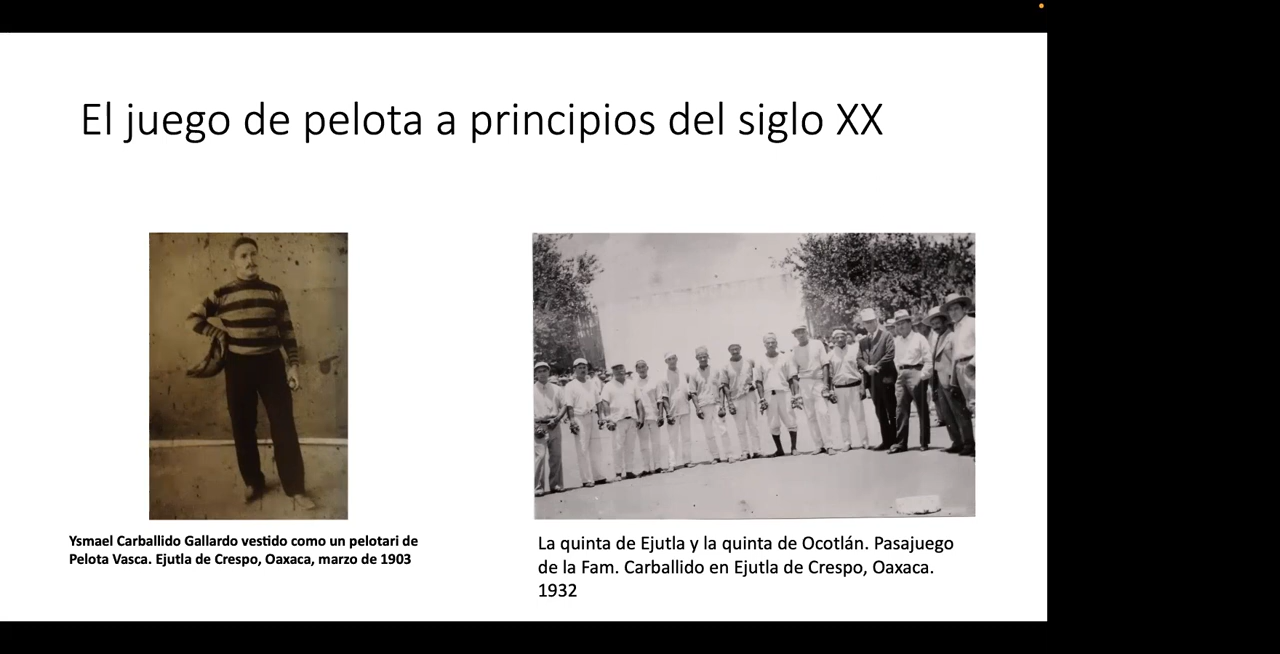 El juego de pelota a principios del siglo XX
Ysmael Carballido Gallardo vestido como un pelotari de
Pelota Vasca. Ejutla de Crespo, Oaxaca, marzo de 1903
La quinta de Ejutla y la quinta de Ocotlán. Pasajuego
de la Fam. Carballido en Ejutla de Crespo, Oaxaca.
1932